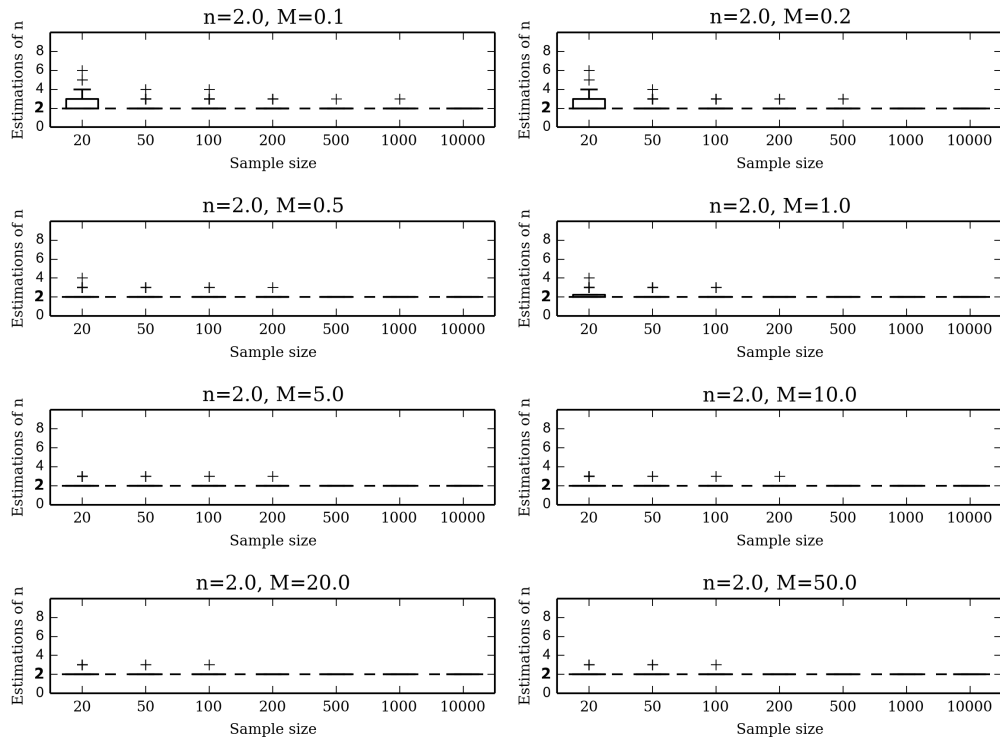 n=2.0, M=0.1
Estimations of n
8
6
4
2
0
20 50 100 200 500 1000 10000
Sample size
n=2.0, M=0.2
Estimations of n
8
6
4
2
0
20 50 100 200 500 1000 10000
Sample size
n=2.0, M=0.5
Estimations of n
8
6
4
2
0
20 50 100 200 500 1000 10000
Sample size
n=2.0, M=1.0
Estimations of n
8
6
4
2
0
20 50 100 200 500 1000 10000
Sample size
n=2.0, M=5.0
Estimations of n
8
6
4
2
0
20 50 100 200 500 1000 10000
Sample size
n=2.0, M=10.0
Estimations of n
8
6
4
2
0
20 50 100 200 500 1000 10000
Sample size
n=2.0, M=20.0
Estimations of n
8
6
4
2
0
20 50 100 200 500 1000 10000
Sample size
n=2.0, M=50.0
Estimations of n
8
6
4
2
0
20 50 100 200 500 1000 10000
Sample size